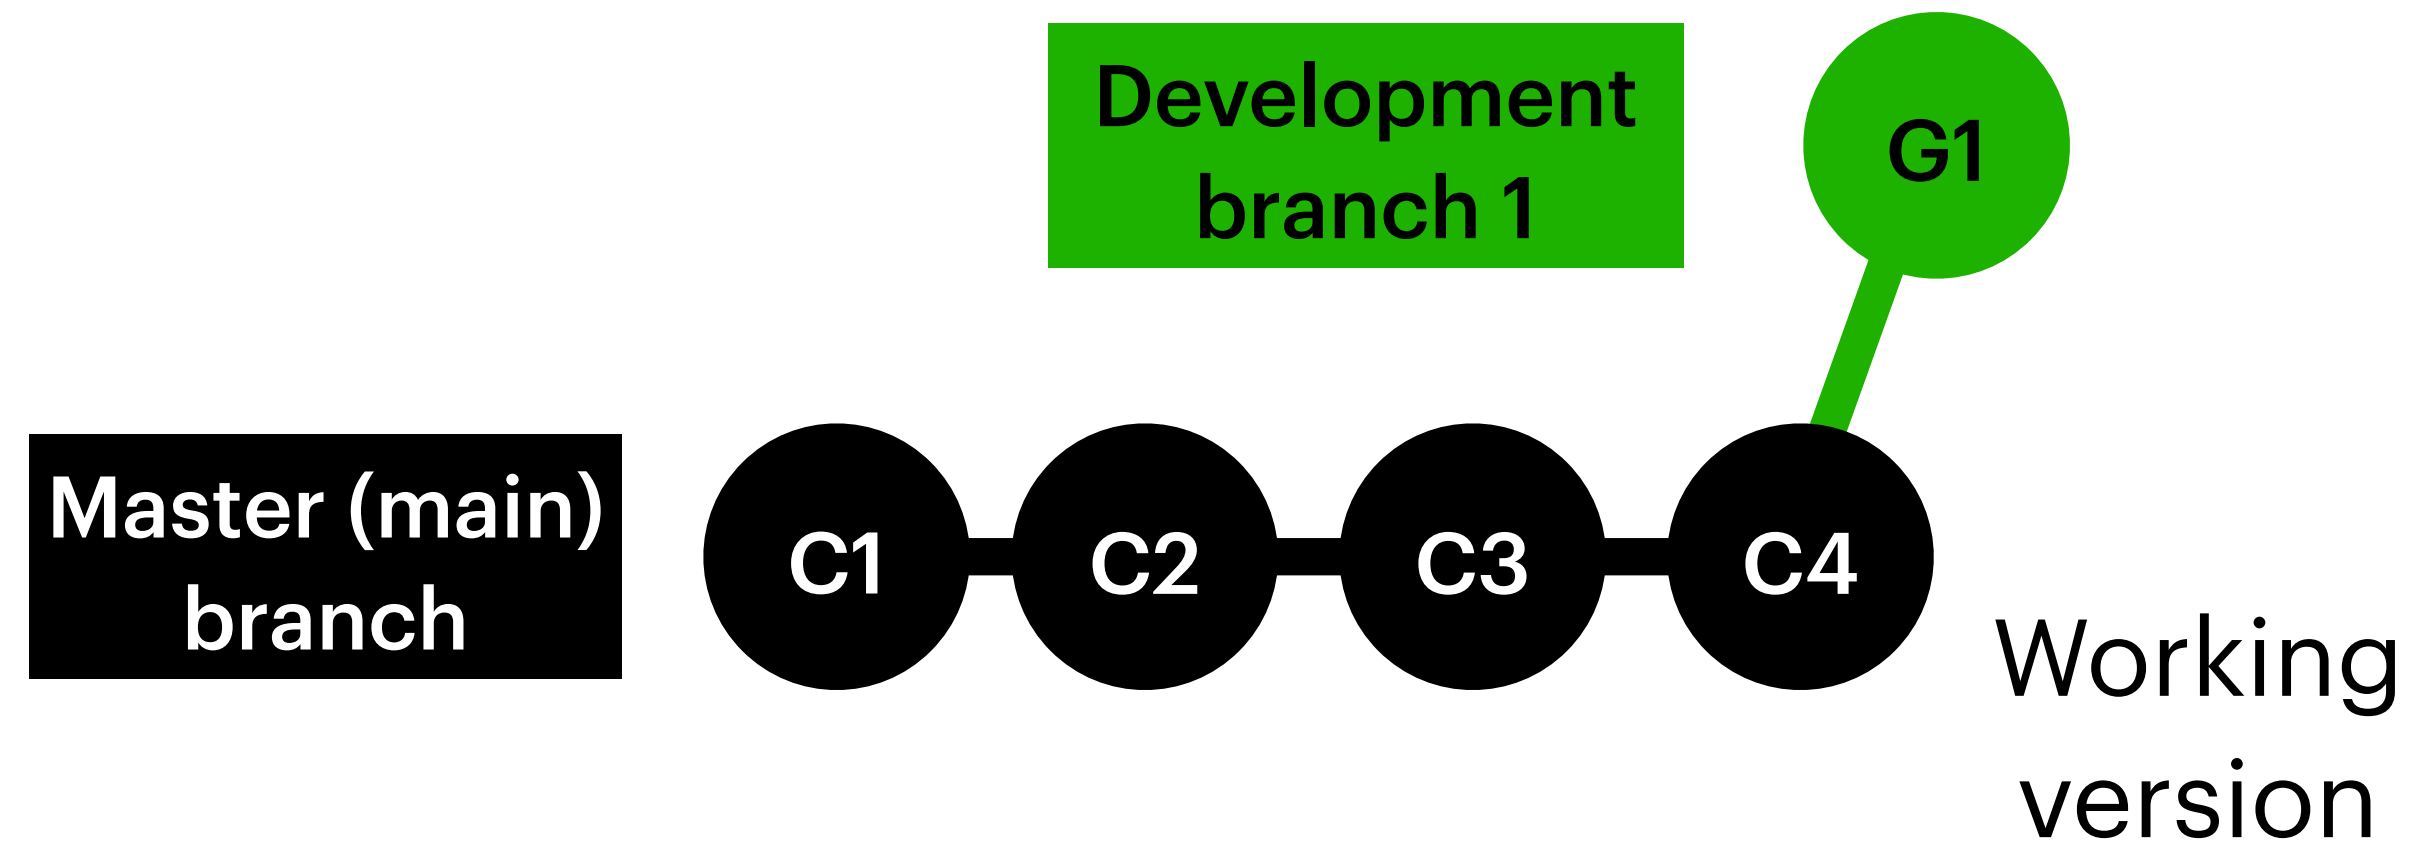 Development
branch 1
G1
Master (main)
branch
C1
C2
C3
C4
Working
version